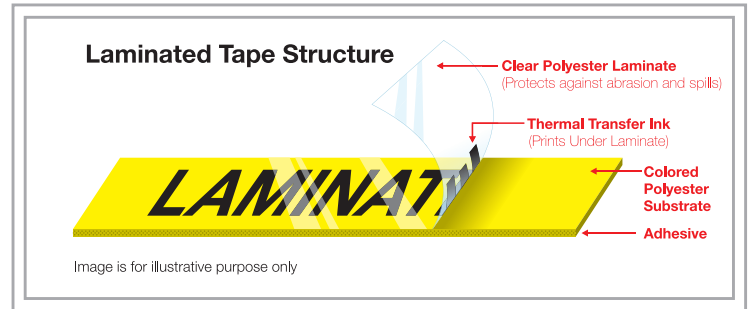 Laminated Tape Structure
Clear Polyester Laminate
(Protects against abrasion and spills)
Thermal Transfer Ink
(Prints Under Laminate)
Colored
Polyester
Substrate
Adhesive
LAMINAT
Image is for illustrative purpose only